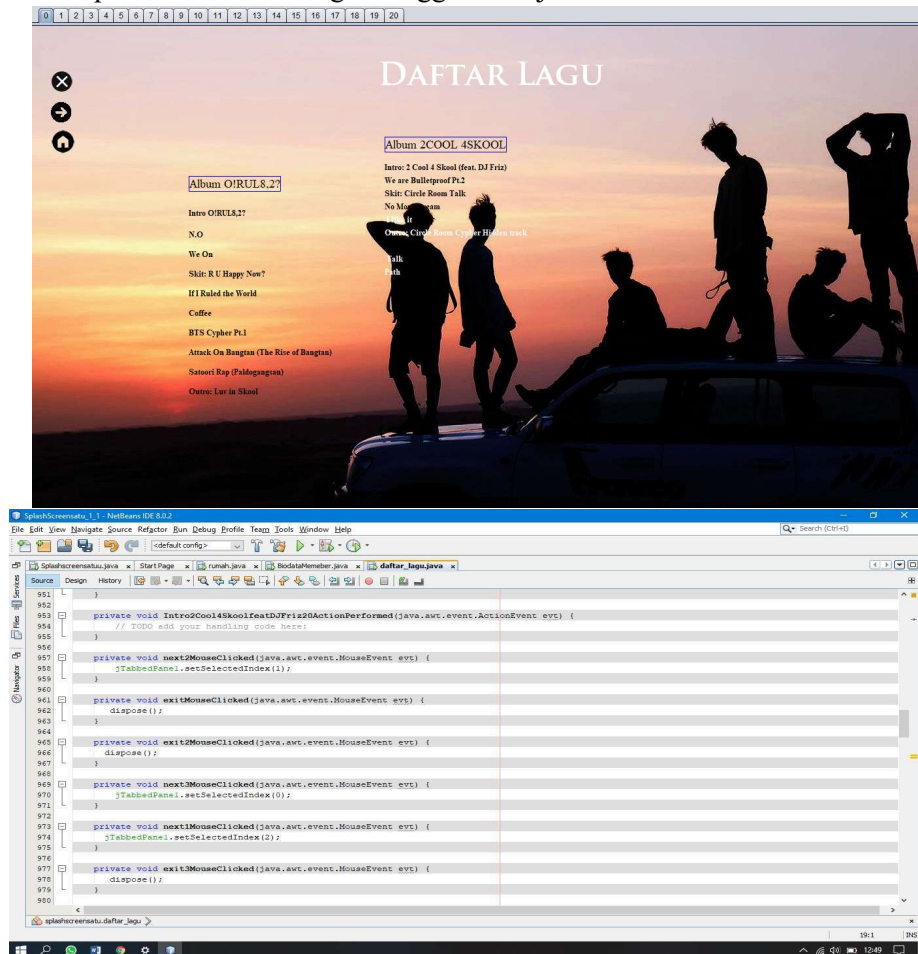 0 1 2 3 4 5 6 7 8 9 10 11 12 13 14 15 16 17 18 19 20
DAFTAR LAGU
Album 2COOL 4SKOOL
Intro: 2 Cool 4 Skool (feat. DJ Friz)
We are Bulletproof Pt.2
Skit: Circle Room Talk
No More Dream
it
Outro: Circle Room Cypher Hidden track
Talk
Path
Album O!RUL8,2?
Intro O!RUL8,2?
N.O
We On
Skit: R U Happy Now?
If I Ruled the World
Coffee
BTS Cypher Pt.1
Attack On Bangtan (The Rise of Bangtan)
Satoori Rap (Paldogangsan)
Outro: Luv in Skool
SplashScreensatu_1_1 - NetBeans IDE 8.0.2
File Edit View Navigate Source Refactor Run Debug Profile Team Tools Window Help
Search (Ctrl+I)
<default config>
Splashscreensatuu.java Start Page rumah.java BiodataMemeber.java daftar_lagu.java
Source Design History
Services
Files
Navigator
951 }
952
953 private void Intro2Cool4SkoolfeatDJFriz20ActionPerformed(java.awt.event.ActionEvent evt) {
954 // TODO add your handling code here:
955 }
956
957 private void next2MouseClicked(java.awt.event.MouseEvent evt) {
958 jTabbedPane1.setSelectedIndex(1);
959 }
960
961 private void exitMouseClicked(java.awt.event.MouseEvent evt) {
962 dispose();
963 }
964
965 private void exit2MouseClicked(java.awt.event.MouseEvent evt) {
966 dispose();
967 }
968
969 private void next3MouseClicked(java.awt.event.MouseEvent evt) {
970 jTabbedPane1.setSelectedIndex(0);
971 }
972
973 private void next1MouseClicked(java.awt.event.MouseEvent evt) {
974 jTabbedPane1.setSelectedIndex(2);
975 }
976
977 private void exit3MouseClicked(java.awt.event.MouseEvent evt) {
978 dispose();
979 }
980
splashscreensatu.daftar_lagu
19:1 INS
12:49